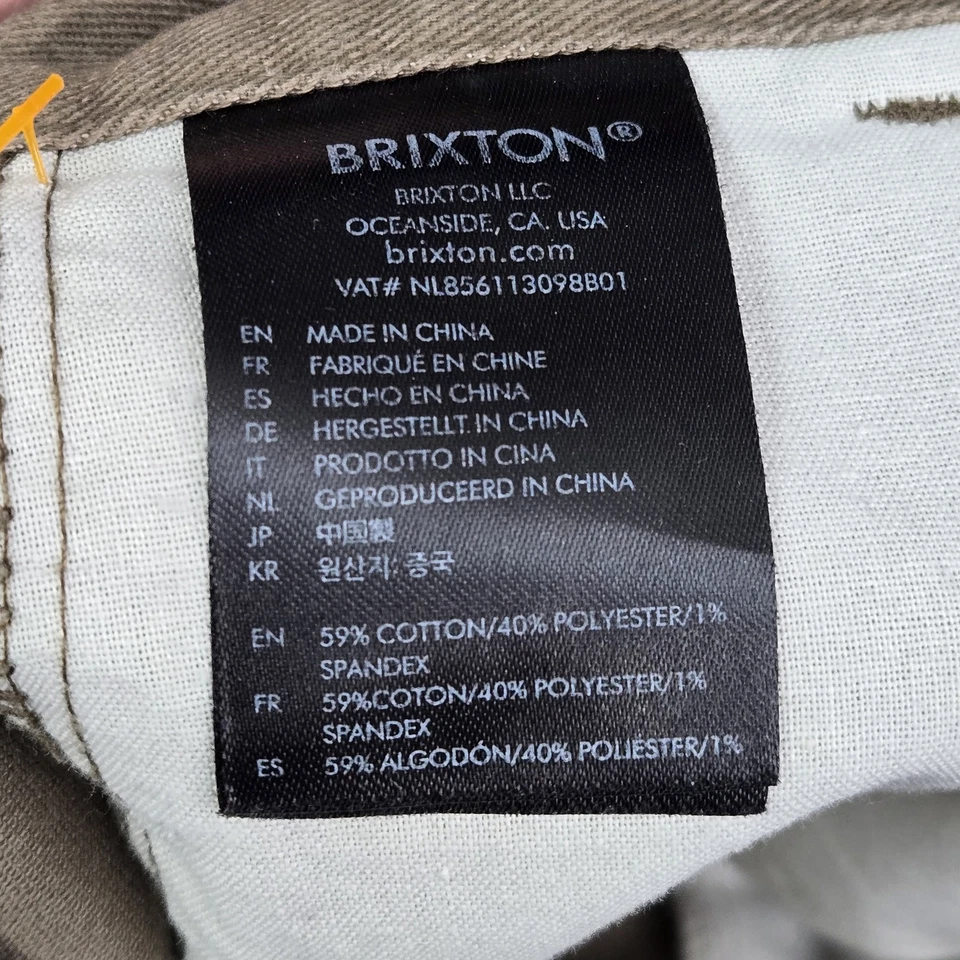 BRIXTON®
BRIXTON LLC
OCEANSIDE, CA. USA
brixton.com
VAT# NL856113098B01
EN MADE IN CHINA
FR FABRIQUÉ EN CHINE
ES HECHO EN CHINA
DE HERGESTELLT IN CHINA
IT PRODOTTO IN CINA
NL GEPRODUCEERD IN CHINA
JP 中国製
KR 원산지: 중국
EN 59% COTTON/40% POLYESTER/1%
SPANDEX
FR 59%COTON/40% POLYESTER/1%
SPANDEX
ES 59% ALGODÓN/40% POLIÉSTER/1%